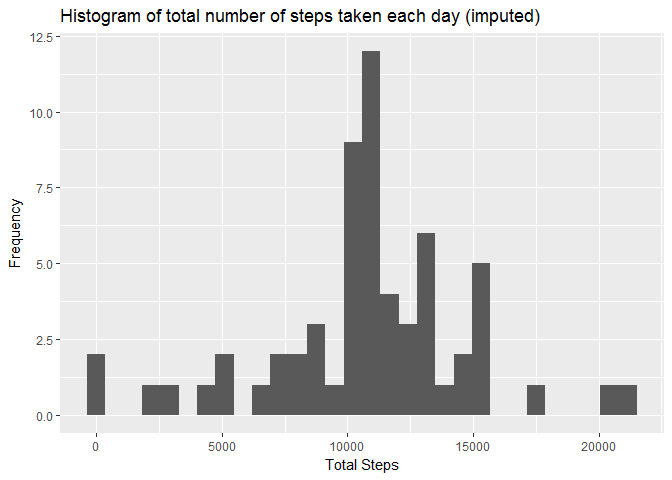 Histogram of total number of steps taken each day (imputed)
12.5
10.0
7.5
5.0
2.5
0.0
Frequency
0 5000 10000 15000 20000
Total Steps